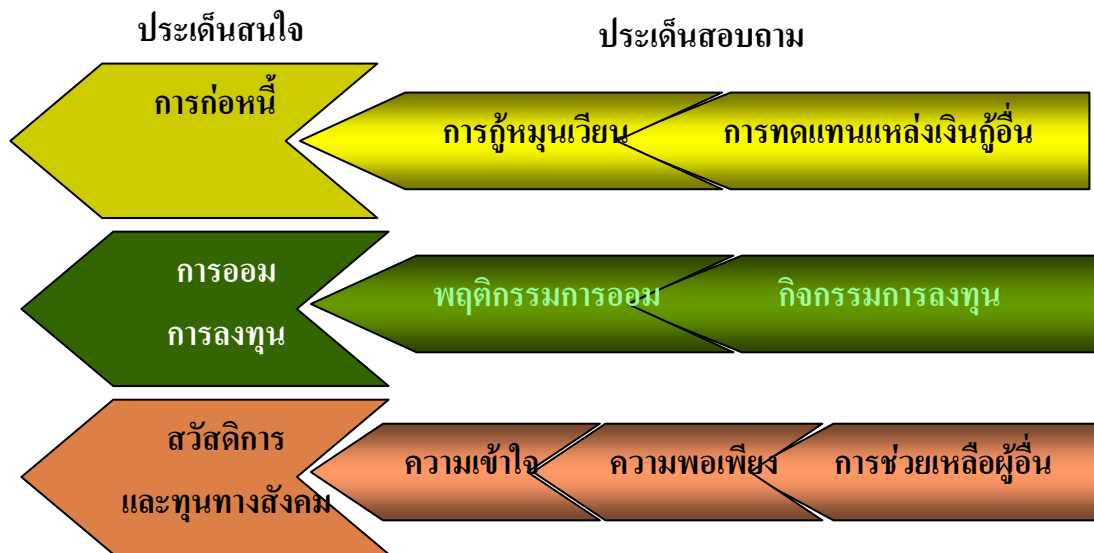 ประเด็นสนใจ
ประเด็นสอบถาม
การก่อหนี้
การกู้หมุนเวียน
การทดแทนแหล่งเงินกู้อื่น
การออม
การลงทุน
พฤติกรรมการออม
กิจกรรมการลงทุน
สวัสดิการ
และทุนทางสังคม
ความเข้าใจ
ความพอเพียง
การช่วยเหลือผู้อื่น